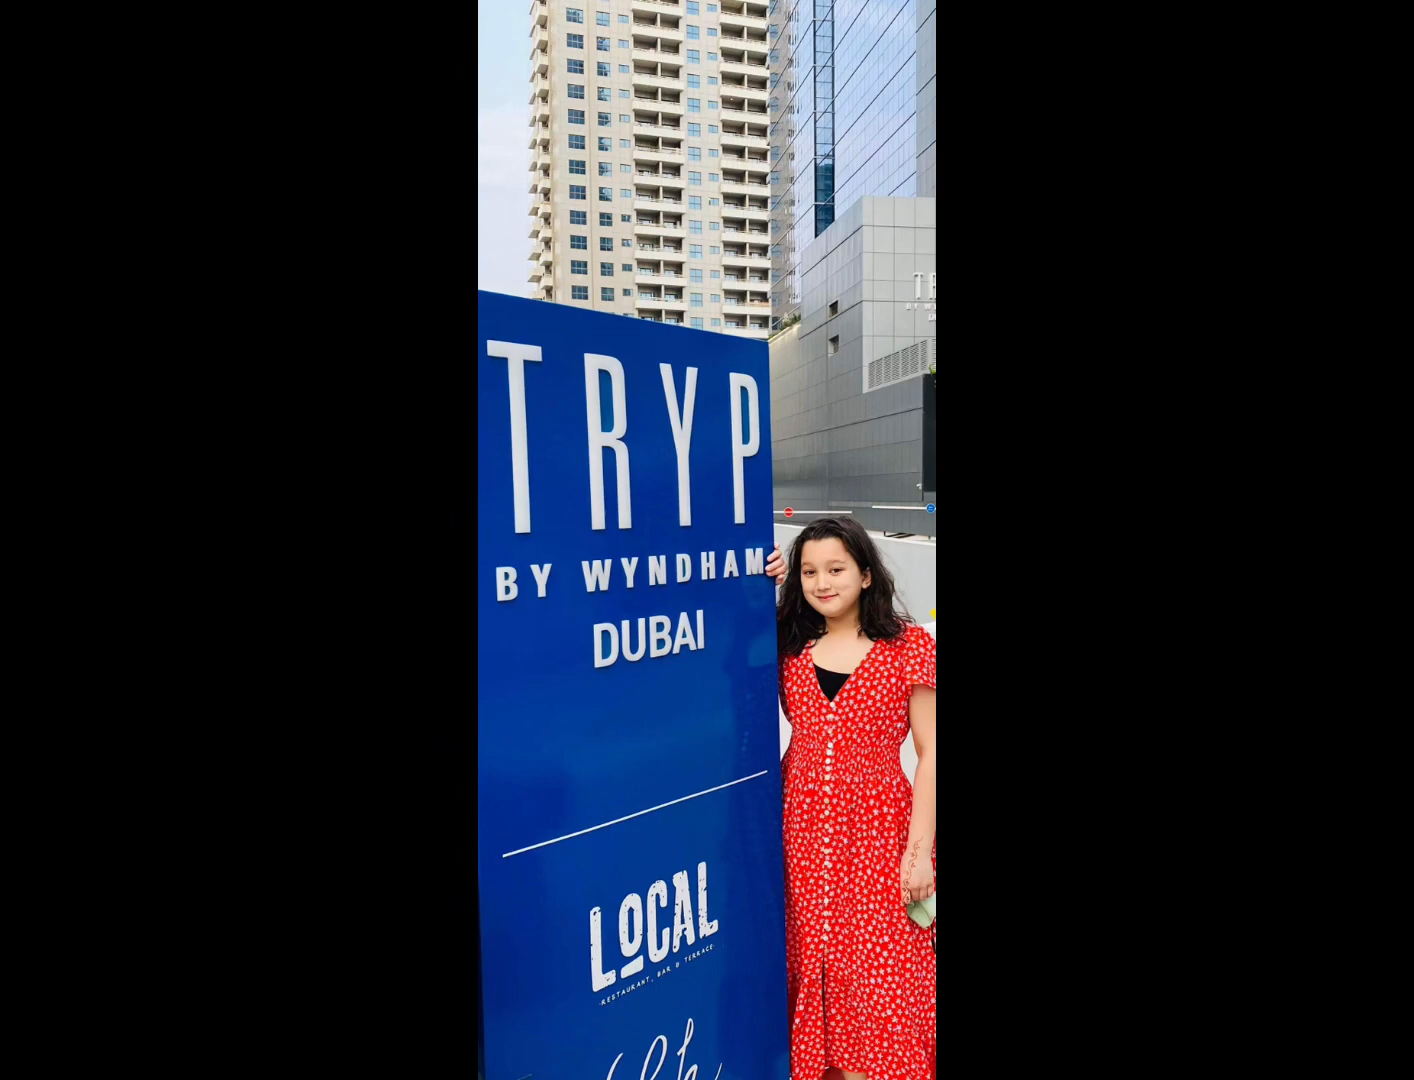 TRYP
BY WYNDHAM
DUBAI
LOCAL
·RESTAURANT, BAR & TERRACE·